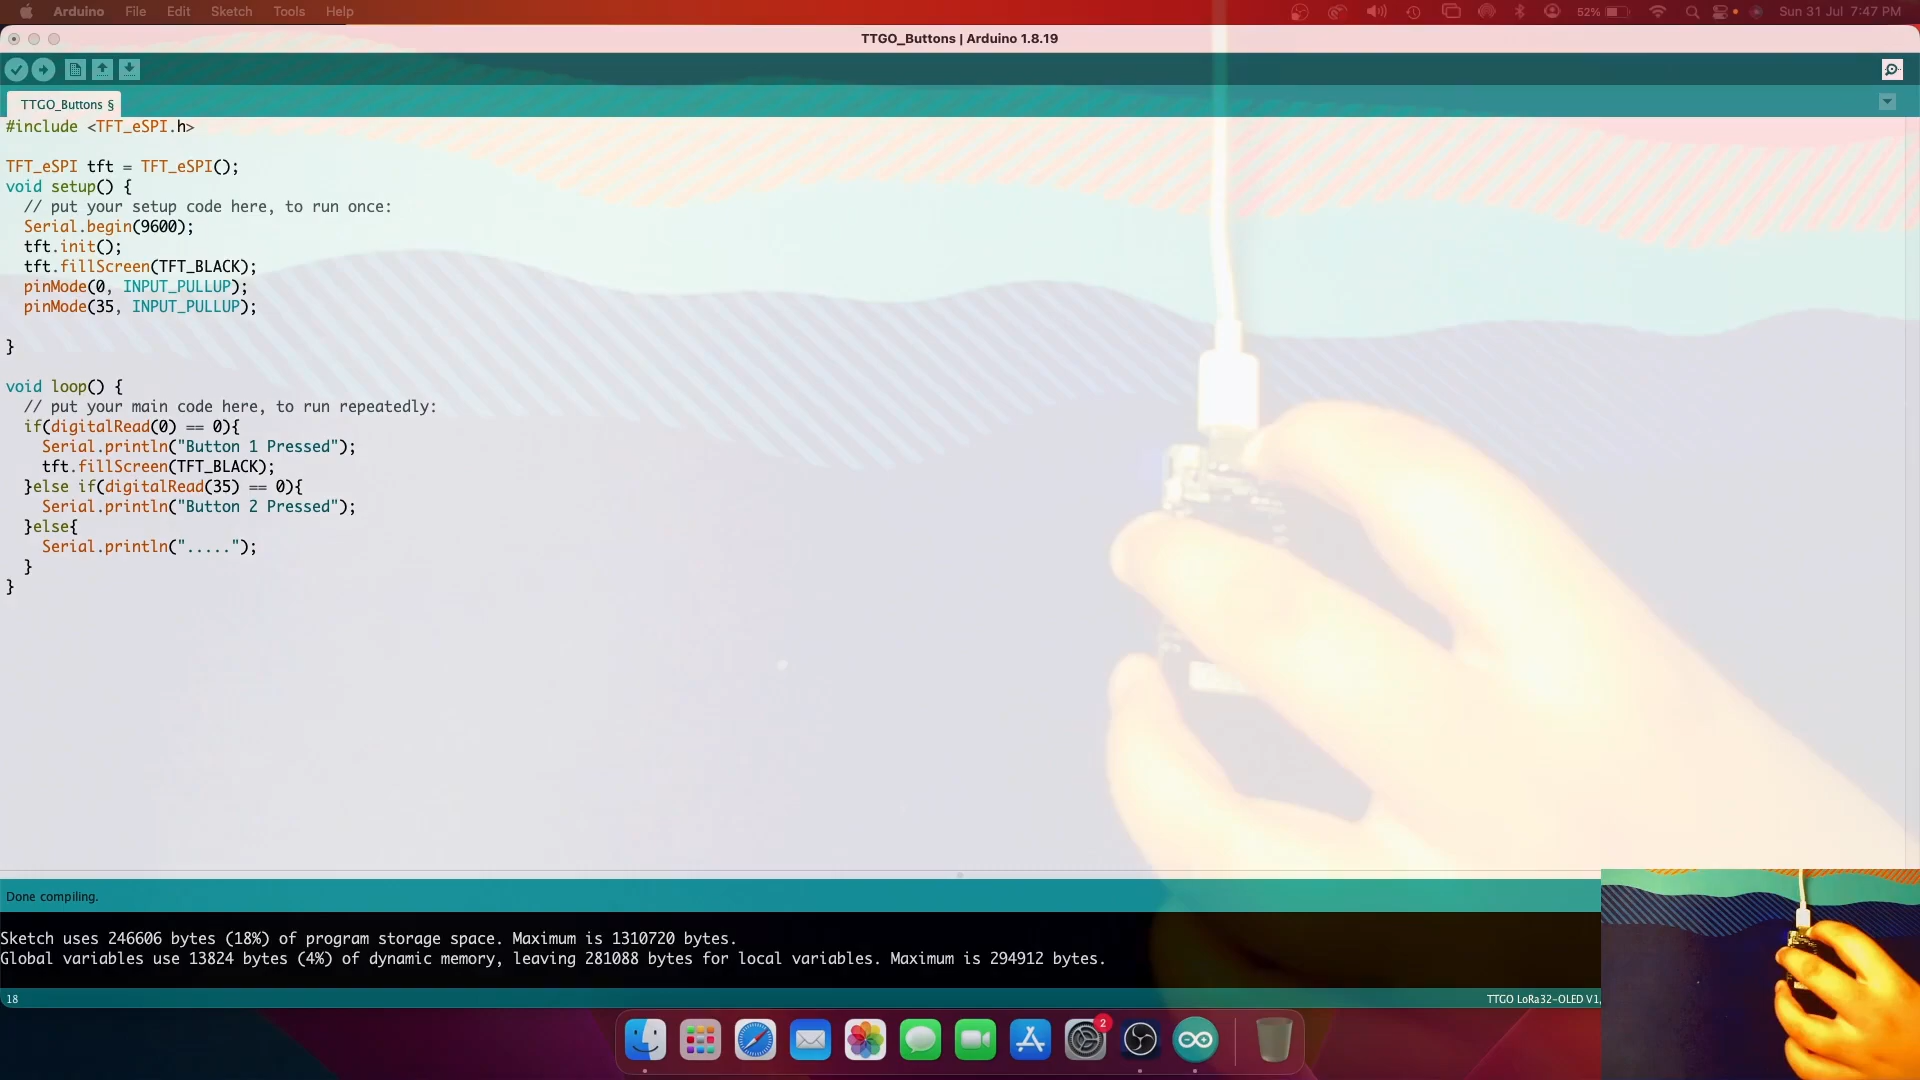 Arduino File Edit Sketch Tools Help 52% Sun 31 Jul 7:47 PM
TTGO_Buttons | Arduino 1.8.19
TTGO_Buttons §
#include <TFT_eSPI.h>
TFT_eSPI tft = TFT_eSPI();
void setup() {
// put your setup code here, to run once:
Serial.begin(9600);
tft.init();
tft.fillScreen(TFT_BLACK);
pinMode(0, INPUT_PULLUP);
pinMode(35, INPUT_PULLUP);
}
void loop() {
// put your main code here, to run repeatedly:
if(digitalRead(0) == 0){
Serial.println("Button 1 Pressed");
tft.fillScreen(TFT_BLACK);
}else if(digitalRead(35) == 0){
Serial.println("Button 2 Pressed");
}else{
Serial.println(".....");
}
}
Done compiling.
Sketch uses 246606 bytes (18%) of program storage space. Maximum is 1310720 bytes.
Global variables use 13824 bytes (4%) of dynamic memory, leaving 281088 bytes for local variables. Maximum is 294912 bytes.
18 TTGO LoRa32-OLED V1,
2